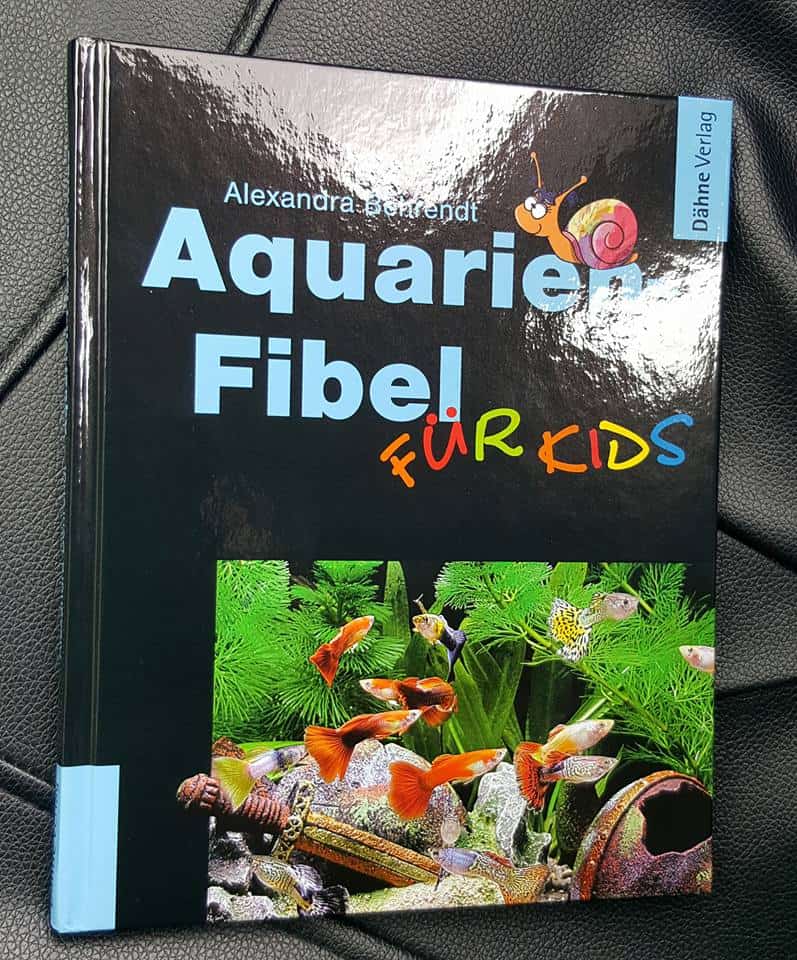 Dähne Verlag
Alexandra Behrendt
Aquarien
Fibel
FÜR KIDS